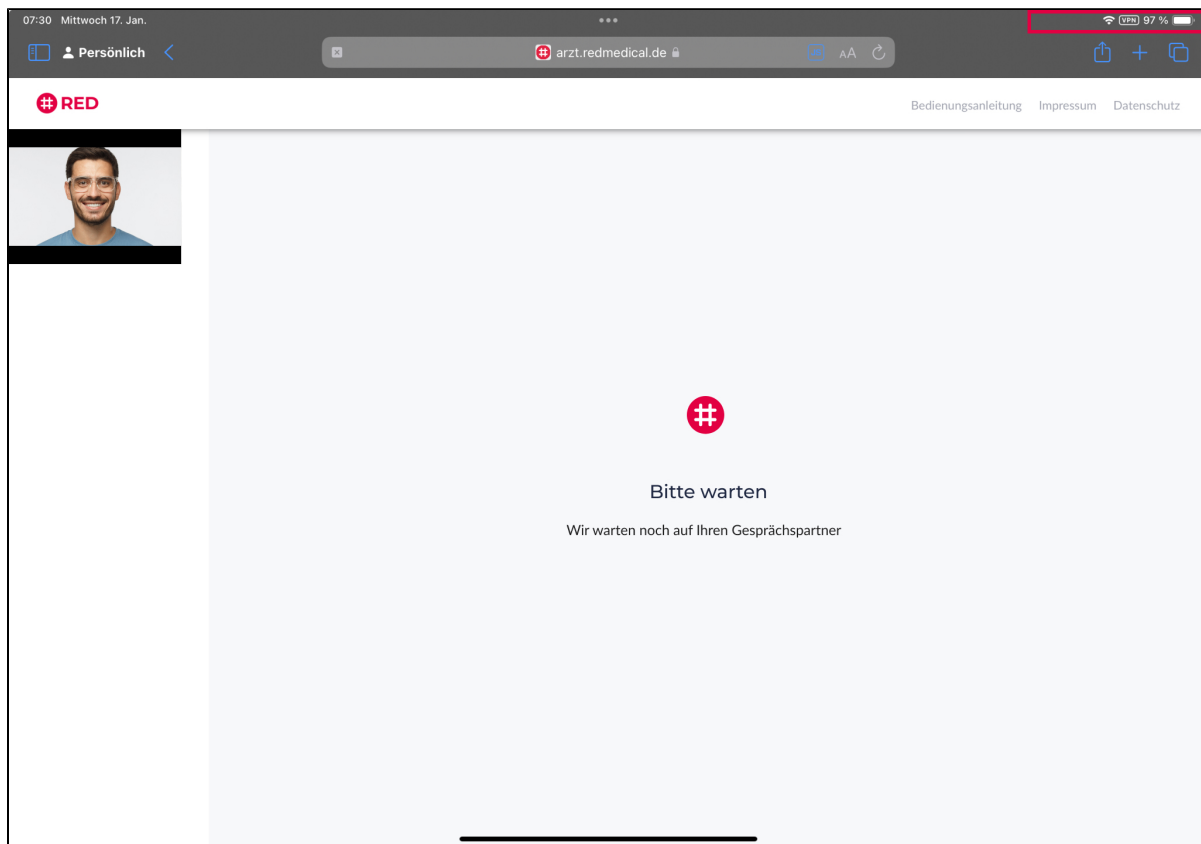 07:30 Mittwoch 17. Jan.
VPN 97 %
Persönlich
arzt.redmedical.de
AA
RED
Bedienungsanleitung Impressum Datenschutz
Bitte warten
Wir warten noch auf Ihren Gesprächspartner